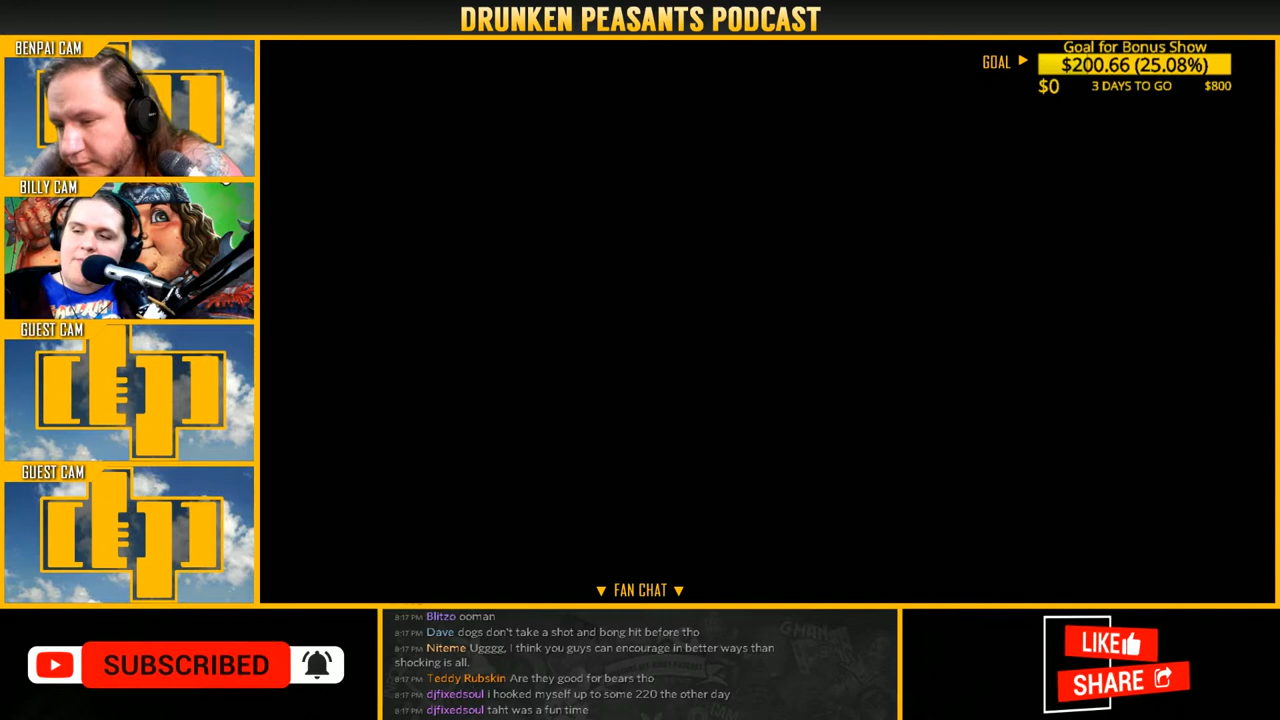 DRUNKEN PEASANTS PODCAST
BENPAI CAM
GOAL ►
Goal for Bonus Show
$200.66 (25.08%)
$0 3 DAYS TO GO $800
BILLY CAM
GUEST CAM
GUEST CAM
▼ FAN CHAT ▼
8:17 PM Blitzo ooman
8:17 PM Dave dogs don't take a shot and bong hit before tho
8:17 PM Niteme Ugggg, I think you guys can encourage in better ways than
shocking is all.
8:17 PM Teddy Rubskin Are they good for bears tho
8:17 PM djfixedsoul i hooked myself up to some 220 the other day
8:17 PM djfixedsoul taht was a fun time
SUBSCRIBED
LIKE
SHARE